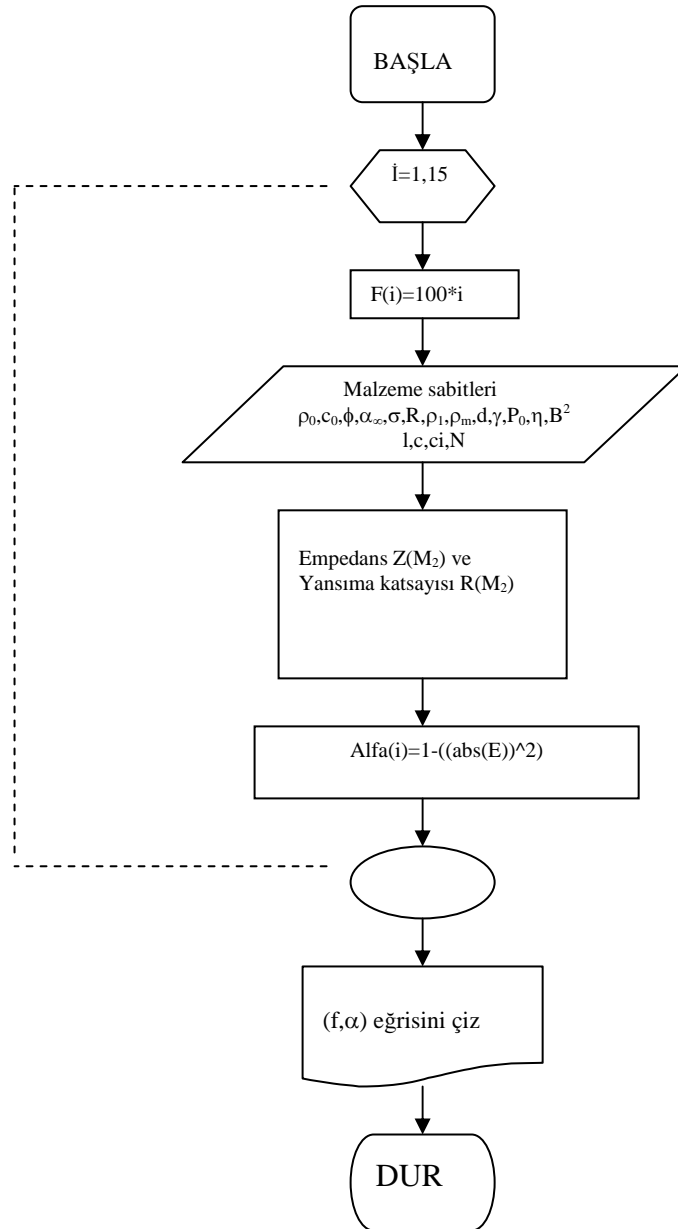 BAŞLA
İ=1,15
F(i)=100*i
Malzeme sabitleri
ρ₀,c₀,ϕ,α∞,σ,R,ρ₁,ρₘ,d,γ,P₀,η,B²
l,c,ci,N
Empedans Z(M₂) ve
Yansıma katsayısı R(M₂)
Alfa(i)=1-((abs(E))^2)
(f,α) eğrisini çiz
DUR